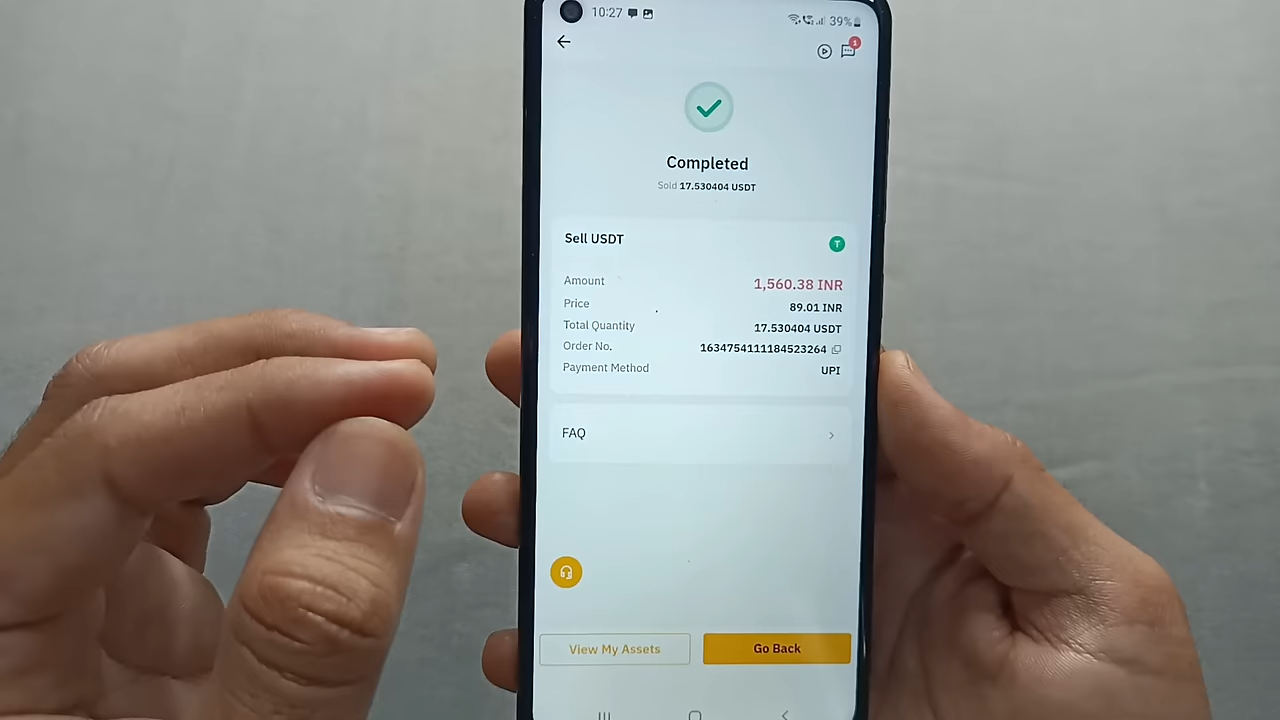 10:27 39%
1
Completed
Sold 17.530404 USDT
Sell USDT T
Amount 1,560.38 INR
Price 89.01 INR
Total Quantity 17.530404 USDT
Order No. 1634754111184523264
Payment Method UPI
FAQ
View My Assets Go Back